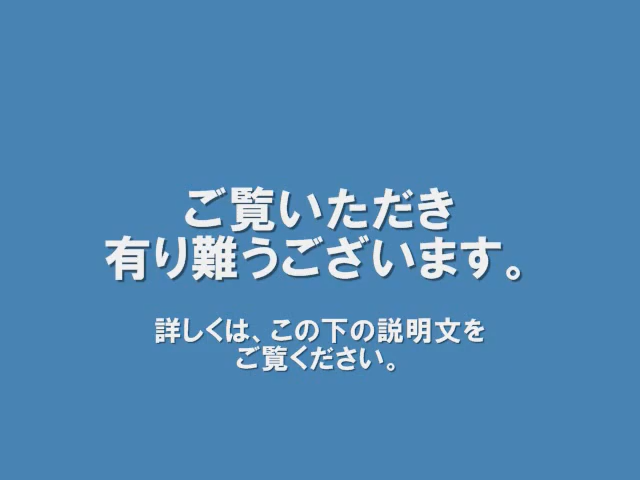 ご覧いただき
有り難うございます。
詳しくは、この下の説明文を
ご覧ください。